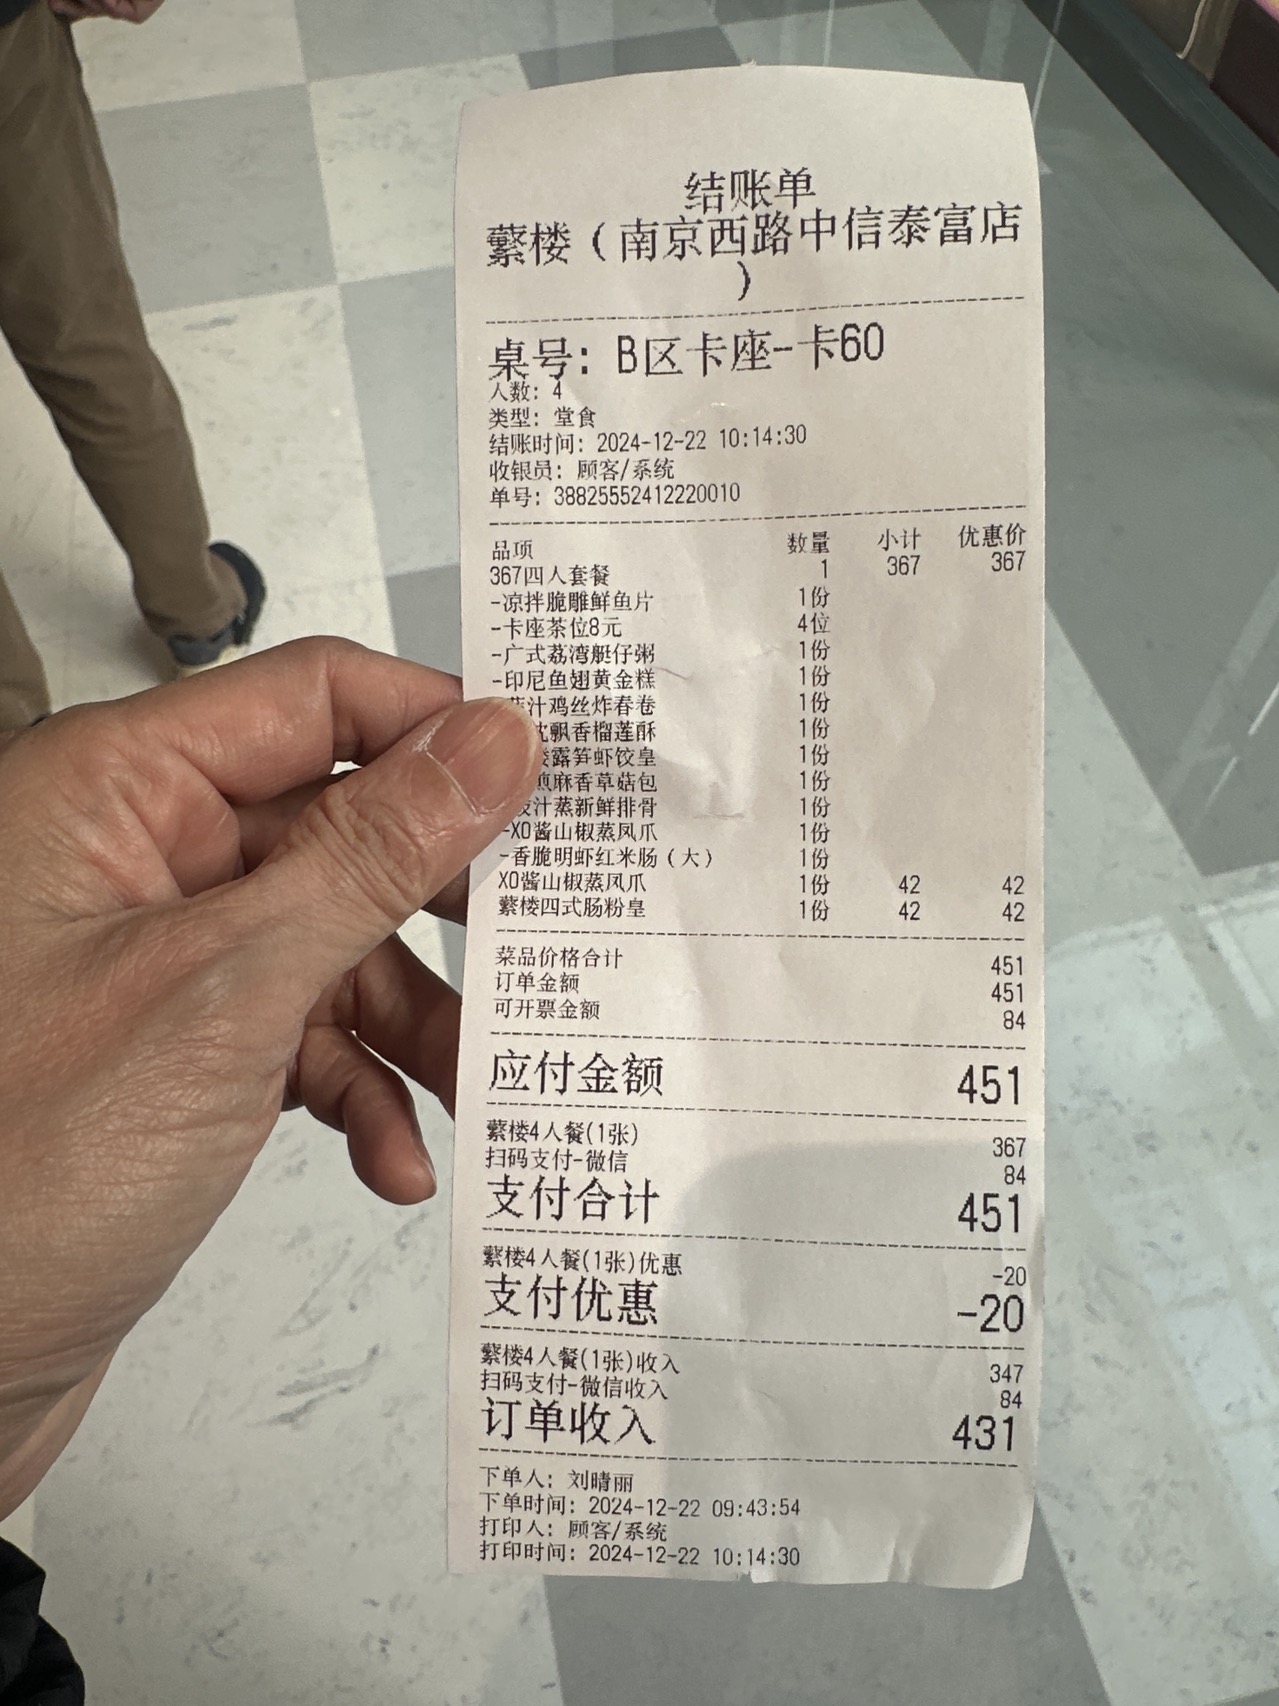 结账单
蘩楼（南京西路中信泰富店
）
桌号: B区卡座-卡60
人数: 4
类型: 堂食
结账时间: 2024-12-22 10:14:30
收银员: 顾客/系统
单号: 38825552412220010
品项 数量 小计 优惠价
367四人套餐 1 367 367
-凉拌脆雕鲜鱼片 1份
-卡座茶位8元 4位
-广式荔湾艇仔粥 1份
-印尼鱼翅黄金糕 1份
汁鸡丝炸春卷 1份
飘香榴莲酥 1份
露笋虾饺皇 1份
煎麻香草菇包 1份
豉汁蒸新鲜排骨 1份
-XO酱山椒蒸凤爪 1份
-香脆明虾红米肠（大） 1份
XO酱山椒蒸凤爪 1份 42 42
蘩楼四式肠粉皇 1份 42 42
菜品价格合计 451
订单金额 451
可开票金额 84
应付金额 451
蘩楼4人餐(1张) 367
扫码支付-微信 84
支付合计 451
蘩楼4人餐(1张)优惠 -20
支付优惠 -20
蘩楼4人餐(1张)收入 347
扫码支付-微信收入 84
订单收入 431
下单人: 刘晴丽
下单时间: 2024-12-22 09:43:54
打印人: 顾客/系统
打印时间: 2024-12-22 10:14:30